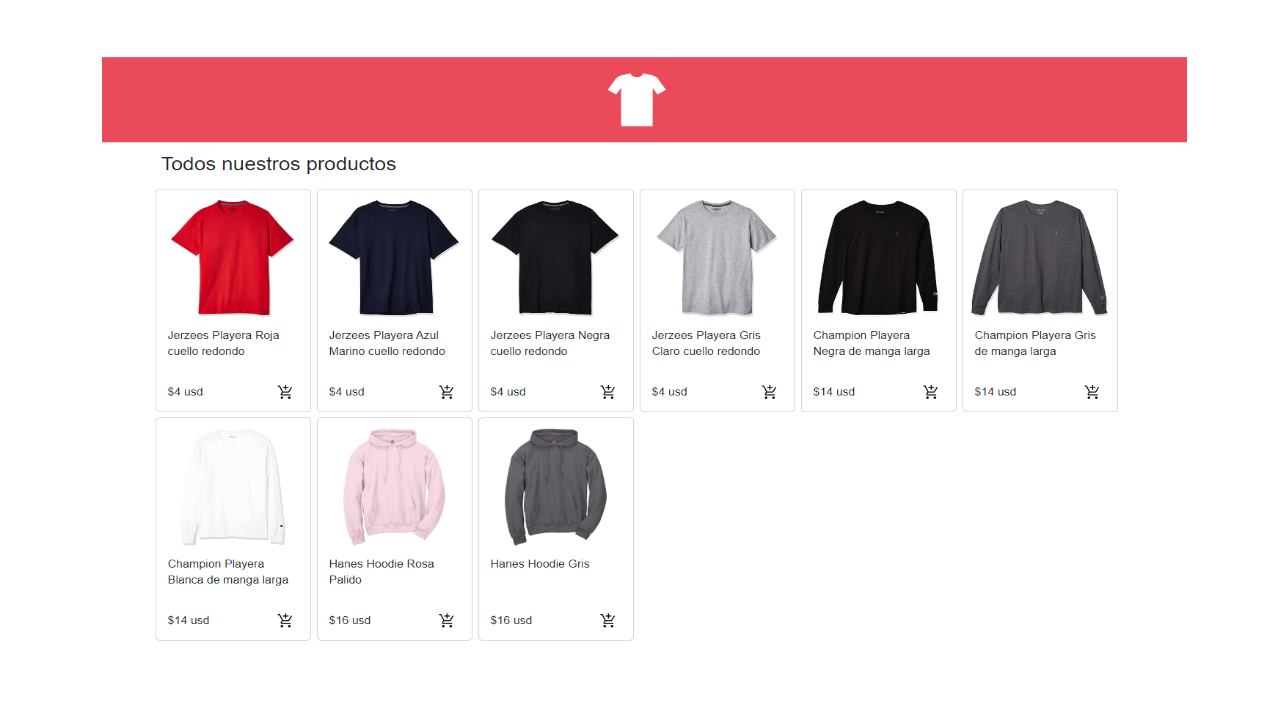 Todos nuestros productos
Jerzees Playera Roja
cuello redondo
$4 usd
Jerzees Playera Azul
Marino cuello redondo
$4 usd
Jerzees Playera Negra
cuello redondo
$4 usd
Jerzees Playera Gris
Claro cuello redondo
$4 usd
Champion Playera
Negra de manga larga
$14 usd
Champion Playera Gris
de manga larga
$14 usd
Champion Playera
Blanca de manga larga
$14 usd
Hanes Hoodie Rosa
Palido
$16 usd
Hanes Hoodie Gris
$16 usd